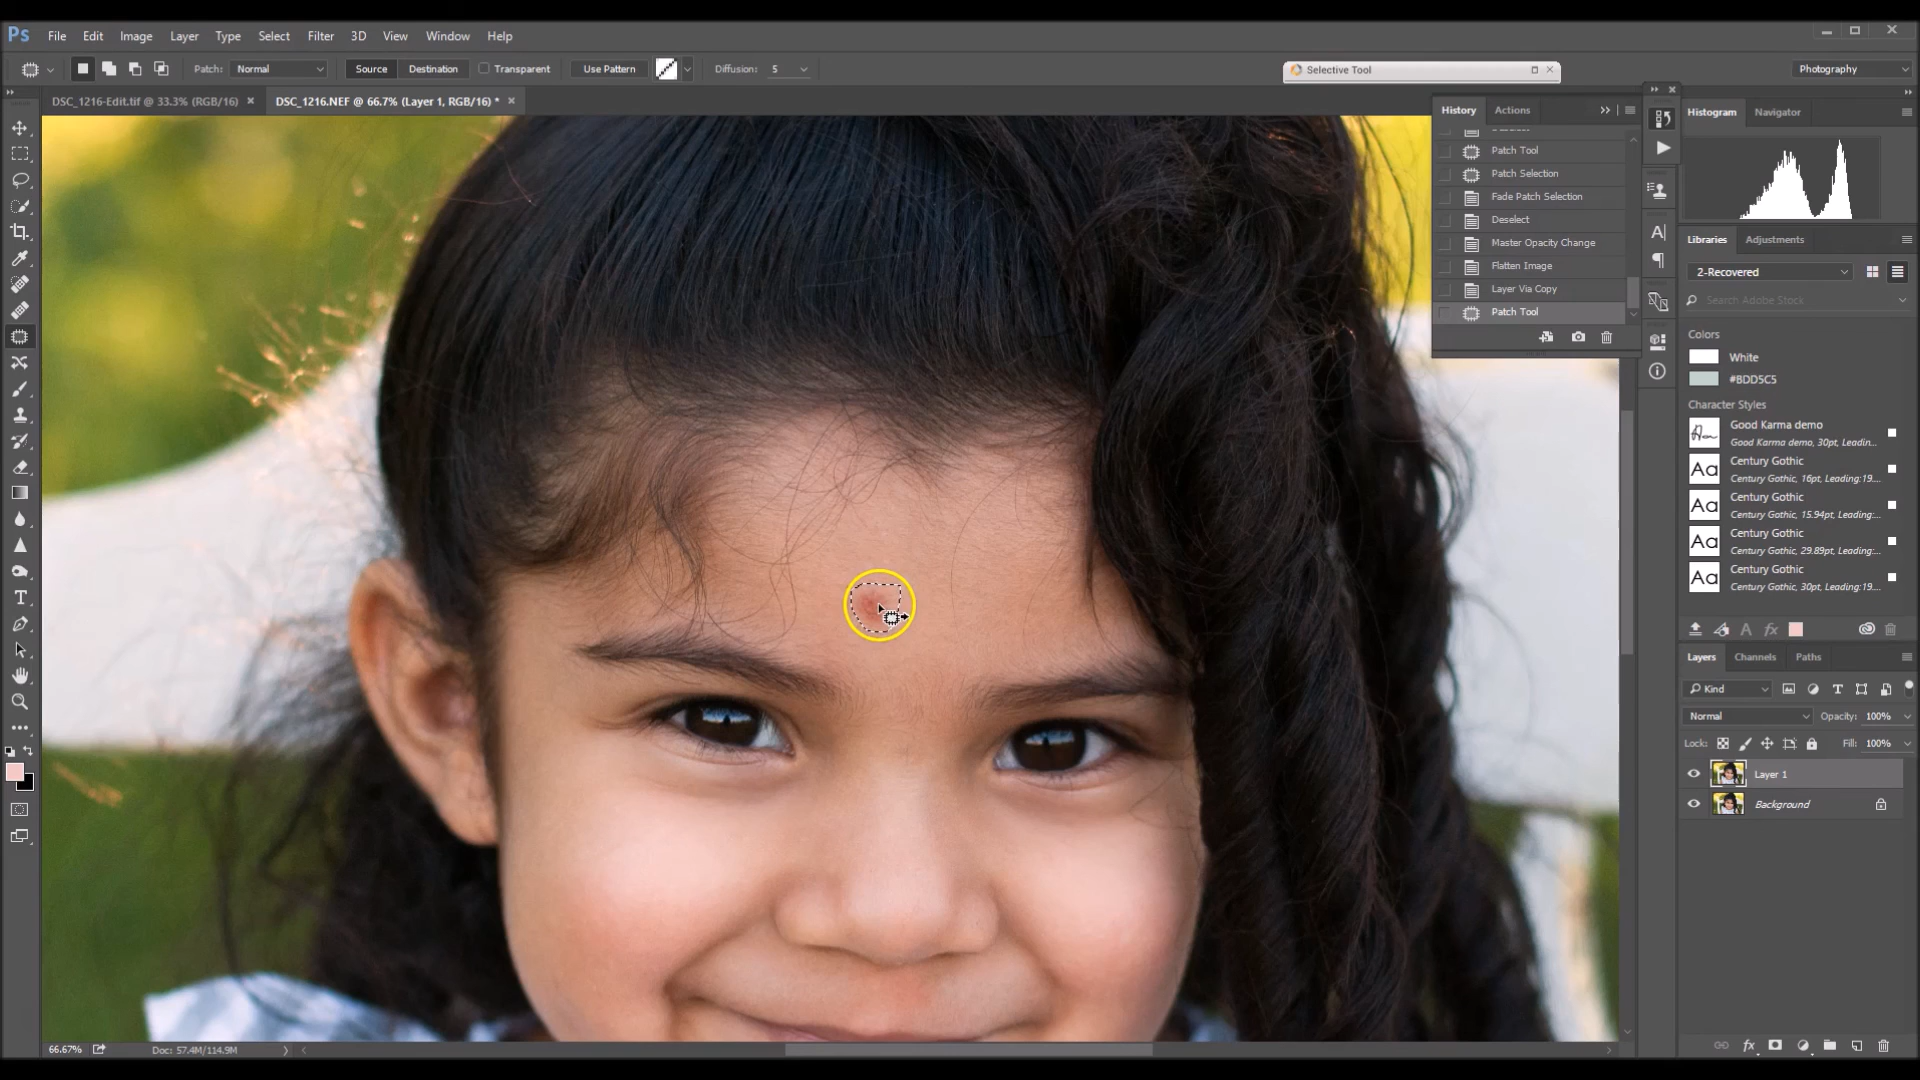 Ps File Edit Image Layer Type Select Filter 3D View Window Help
Patch: Normal Source Destination Transparent Use Pattern Diffusion: 5 Selective Tool Photography
DSC_1216-Edit.tif @ 33.3% (RGB/16) DSC_1216.NEF @ 66.7% (Layer 1, RGB/16) *
History Actions
Patch Tool
Patch Selection
Fade Patch Selection
Deselect
Master Opacity Change
Flatten Image
Layer Via Copy
Patch Tool
Histogram Navigator
Libraries Adjustments
2-Recovered
Search Adobe Stock
Colors
White
#BDD5C5
Character Styles
Good Karma demo
Good Karma demo, 30pt, Leadin...
Aa Century Gothic
Century Gothic, 16pt, Leading:19....
Aa Century Gothic
Century Gothic, 15.94pt, Leading:...
Aa Century Gothic
Century Gothic, 29.89pt, Leading:...
Aa Century Gothic
Century Gothic, 30pt, Leading:19....
Layers Channels Paths
Kind
Normal Opacity: 100%
Lock: Fill: 100%
Layer 1
Background
66.67% Doc: 57.4M/114.9M